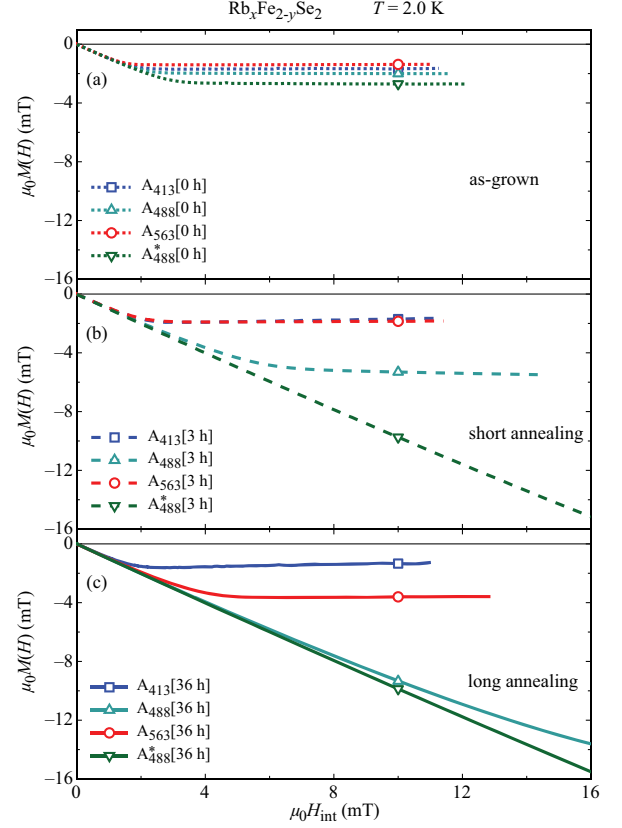 RbₓFe₂₋ᵧSe₂ T = 2.0 K
0
−4
−8
−12
−16
μ₀M(H) (mT)
(a)
as-grown
A₄₁₃[0 h]
A₄₈₈[0 h]
A₅₆₃[0 h]
A*₄₈₈[0 h]
0
−4
−8
−12
−16
μ₀M(H) (mT)
(b)
short annealing
A₄₁₃[3 h]
A₄₈₈[3 h]
A₅₆₃[3 h]
A*₄₈₈[3 h]
0
−4
−8
−12
−16
μ₀M(H) (mT)
(c)
long annealing
A₄₁₃[36 h]
A₄₈₈[36 h]
A₅₆₃[36 h]
A*₄₈₈[36 h]
0 4 8 12 16
μ₀H_int (mT)